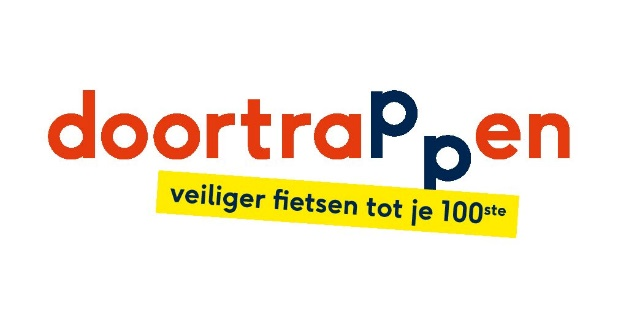 doortrappen
veiliger fietsen tot je 100ste